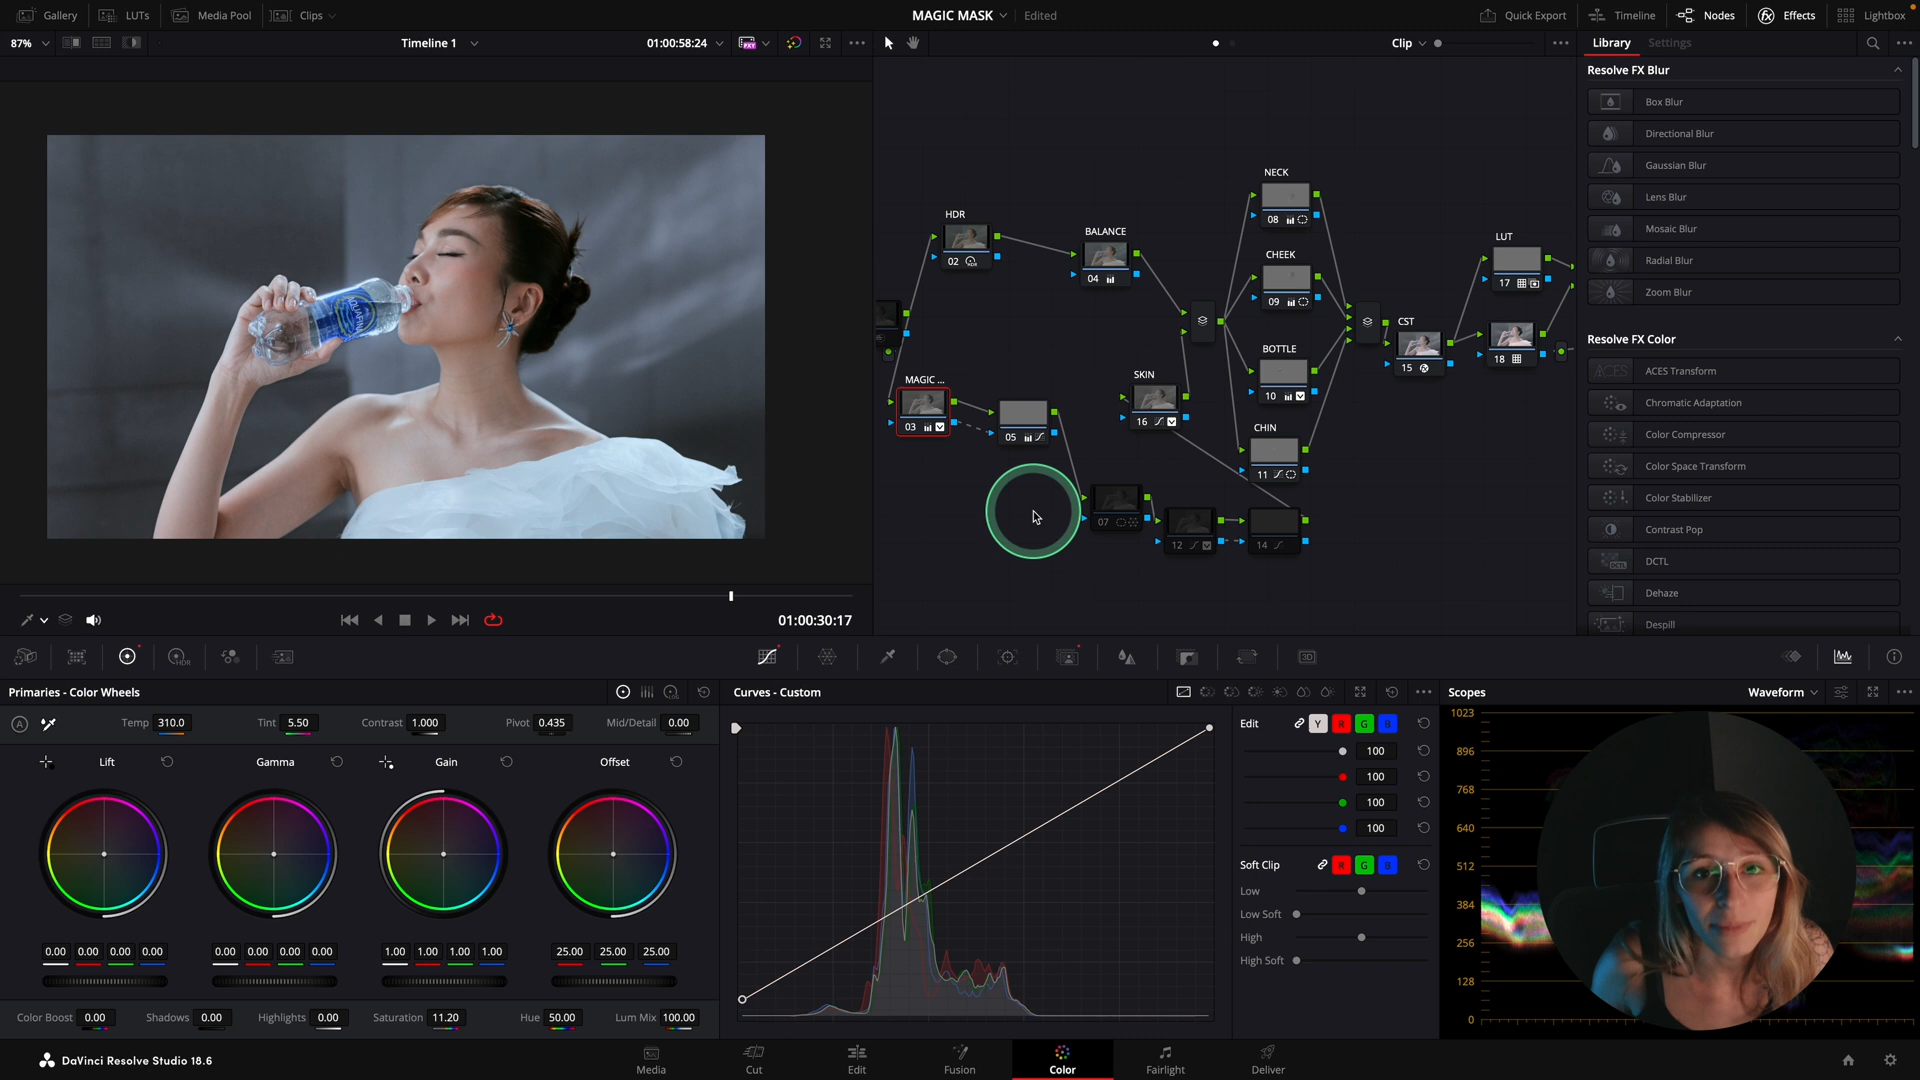 Gallery LUTs Media Pool Clips MAGIC MASK Edited Quick Export Timeline Nodes Effects Lightbox
87% Timeline 1 01:00:58:24 Clip Library Settings
Resolve FX Blur
Box Blur
Directional Blur
Gaussian Blur
Lens Blur
Mosaic Blur
Radial Blur
Zoom Blur
Resolve FX Color
ACES Transform
Chromatic Adaptation
Color Compressor
Color Space Transform
Color Stabilizer
Contrast Pop
DCTL
Dehaze
Despill
AQUAFINA
NECK
08
HDR
02
BALANCE
04
CHEEK
09
LUT
17
BOTTLE
10
CST
15
18
MAGIC ...
03
05
SKIN
16
CHIN
11
07
12
14
01:00:30:17
Primaries - Color Wheels
Temp 310.0 Tint 5.50 Contrast 1.000 Pivot 0.435 Mid/Detail 0.00
Lift Gamma Gain Offset
0.00 0.00 0.00 0.00 0.00 0.00 0.00 0.00 1.00 1.00 1.00 1.00 25.00 25.00 25.00
Color Boost 0.00 Shadows 0.00 Highlights 0.00 Saturation 11.20 Hue 50.00 Lum Mix 100.00
Curves - Custom
Edit Y R G B
100
100
100
100
Soft Clip R G B
Low
Low Soft
High
High Soft
Scopes Waveform
1023
896
768
640
512
384
256
128
0
DaVinci Resolve Studio 18.6
Media Cut Edit Fusion Color Fairlight Deliver